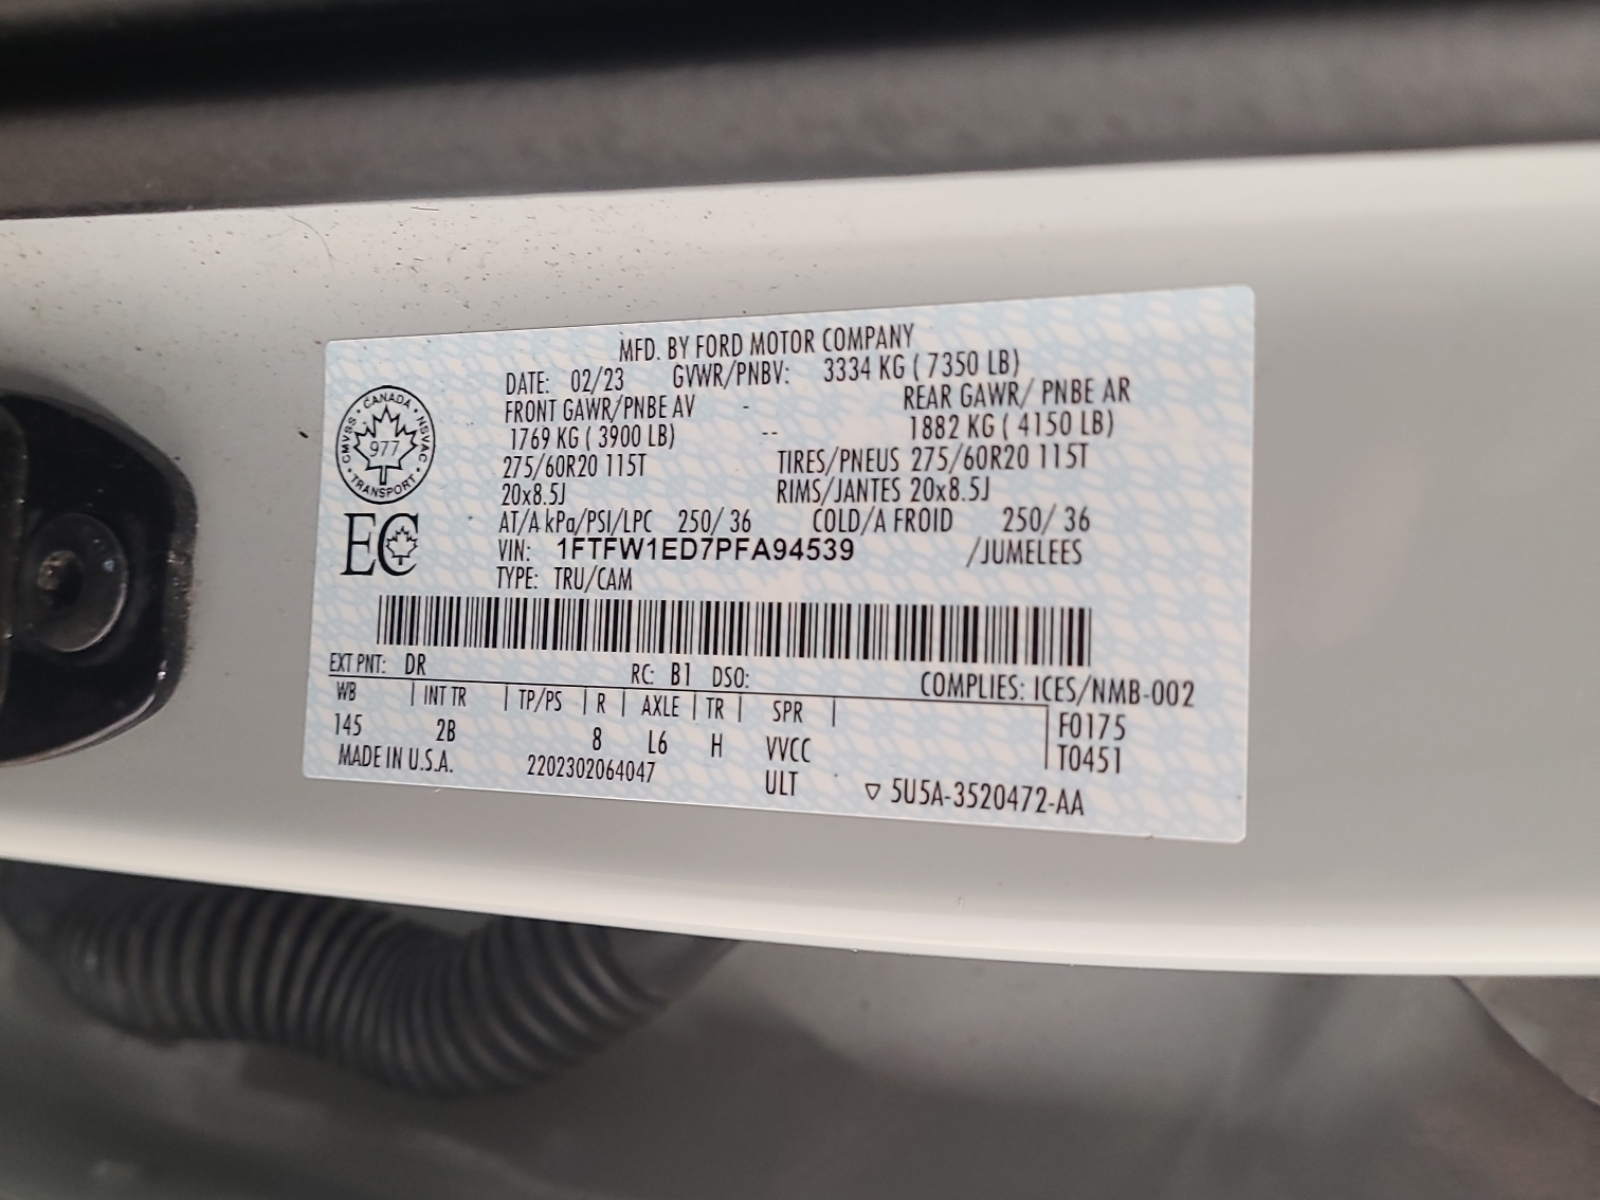 MFD. BY FORD MOTOR COMPANY
DATE: 02/23 GVWR/PNBV: 3334 KG ( 7350 LB)
FRONT GAWR/PNBE AV - REAR GAWR/ PNBE AR
1769 KG ( 3900 LB) -- 1882 KG ( 4150 LB)
275/60R20 115T TIRES/PNEUS 275/60R20 115T
20x8.5J RIMS/JANTES 20x8.5J
AT/A kPa/PSI/LPC 250/ 36 COLD/A FROID 250/ 36
VIN: 1FTFW1ED7PFA94539 /JUMELEES
TYPE: TRU/CAM
CANADA • NSVAC • TRANSPORT • CMVSS
977
EC
EXT PNT: DR RC: B1 DSO: COMPLIES: ICES/NMB-002
WB | INT TR | TP/PS | R | AXLE | TR | SPR | F0175
145 2B 8 L6 H VVCC T0451
MADE IN U.S.A. 2202302064047 ULT ▽ 5U5A-3520472-AA